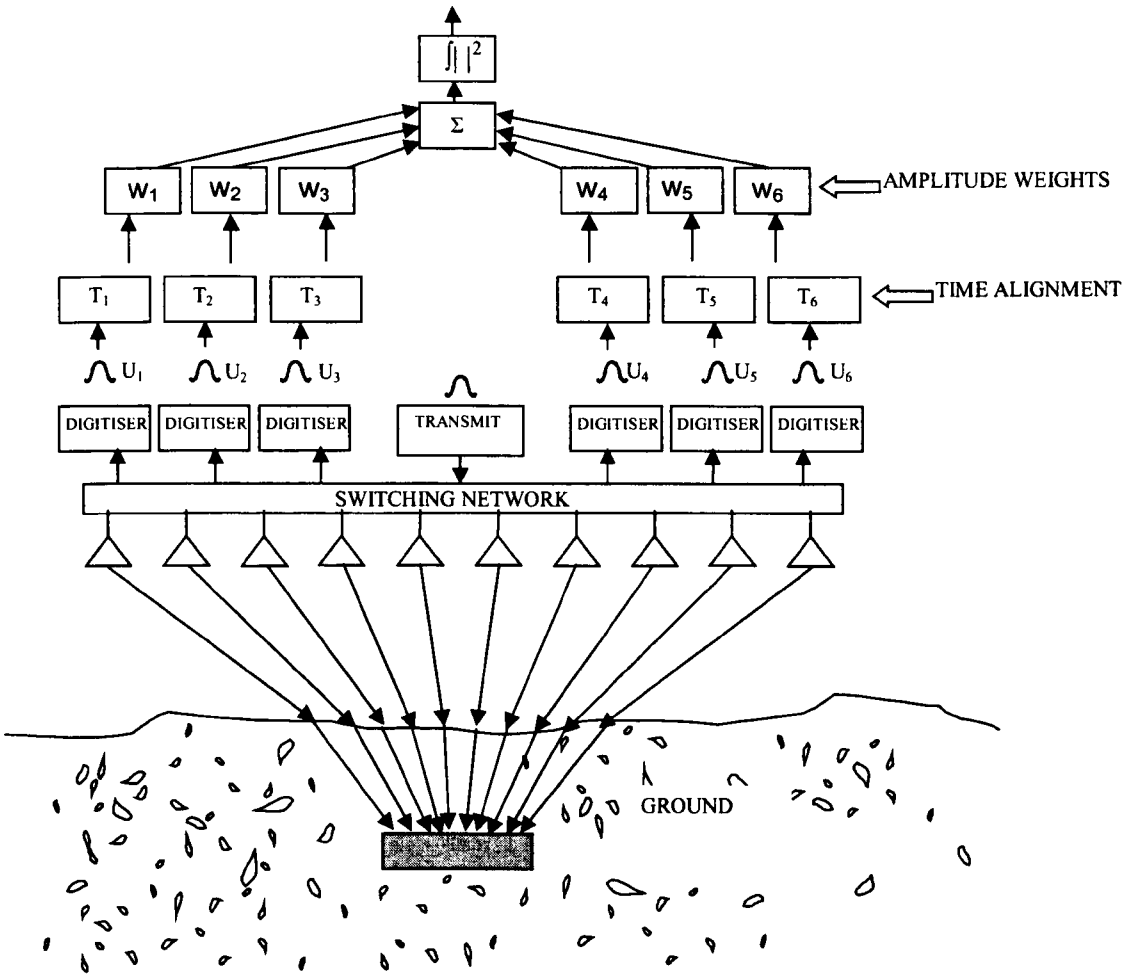 ∫| |²
Σ
W₁ W₂ W₃ W₄ W₅ W₆ AMPLITUDE WEIGHTS
T₁ T₂ T₃ T₄ T₅ T₆ TIME ALIGNMENT
U₁ U₂ U₃ U₄ U₅ U₆
DIGITISER DIGITISER DIGITISER TRANSMIT DIGITISER DIGITISER DIGITISER
SWITCHING NETWORK
GROUND